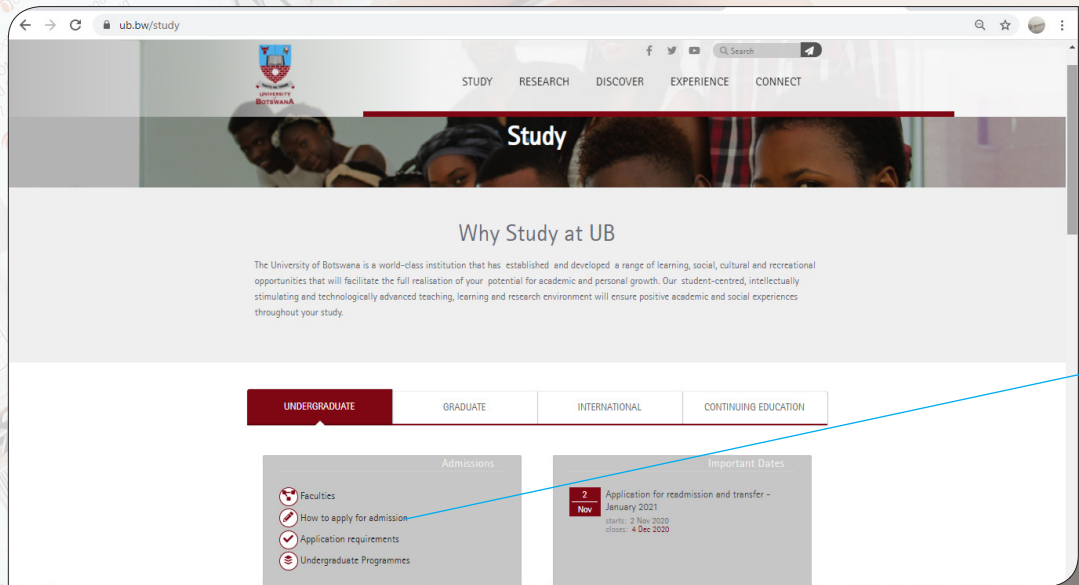 ub.bw/study
Search
UNIVERSITY
BOTSWANA
STUDY RESEARCH DISCOVER EXPERIENCE CONNECT
Study
Why Study at UB
The University of Botswana is a world-class institution that has established and developed a range of learning, social, cultural and recreational
opportunities that will facilitate the full realisation of your potential for academic and personal growth. Our student-centred, intellectually
stimulating and technologically advanced teaching, learning and research environment will ensure positive academic and social experiences
throughout your study.
UNDERGRADUATE GRADUATE INTERNATIONAL CONTINUING EDUCATION
Admissions
Faculties
How to apply for admission
Application requirements
Undergraduate Programmes
Important Dates
2
Nov
Application for readmission and transfer -
January 2021
starts: 2 Nov 2020
closes: 4 Dec 2020